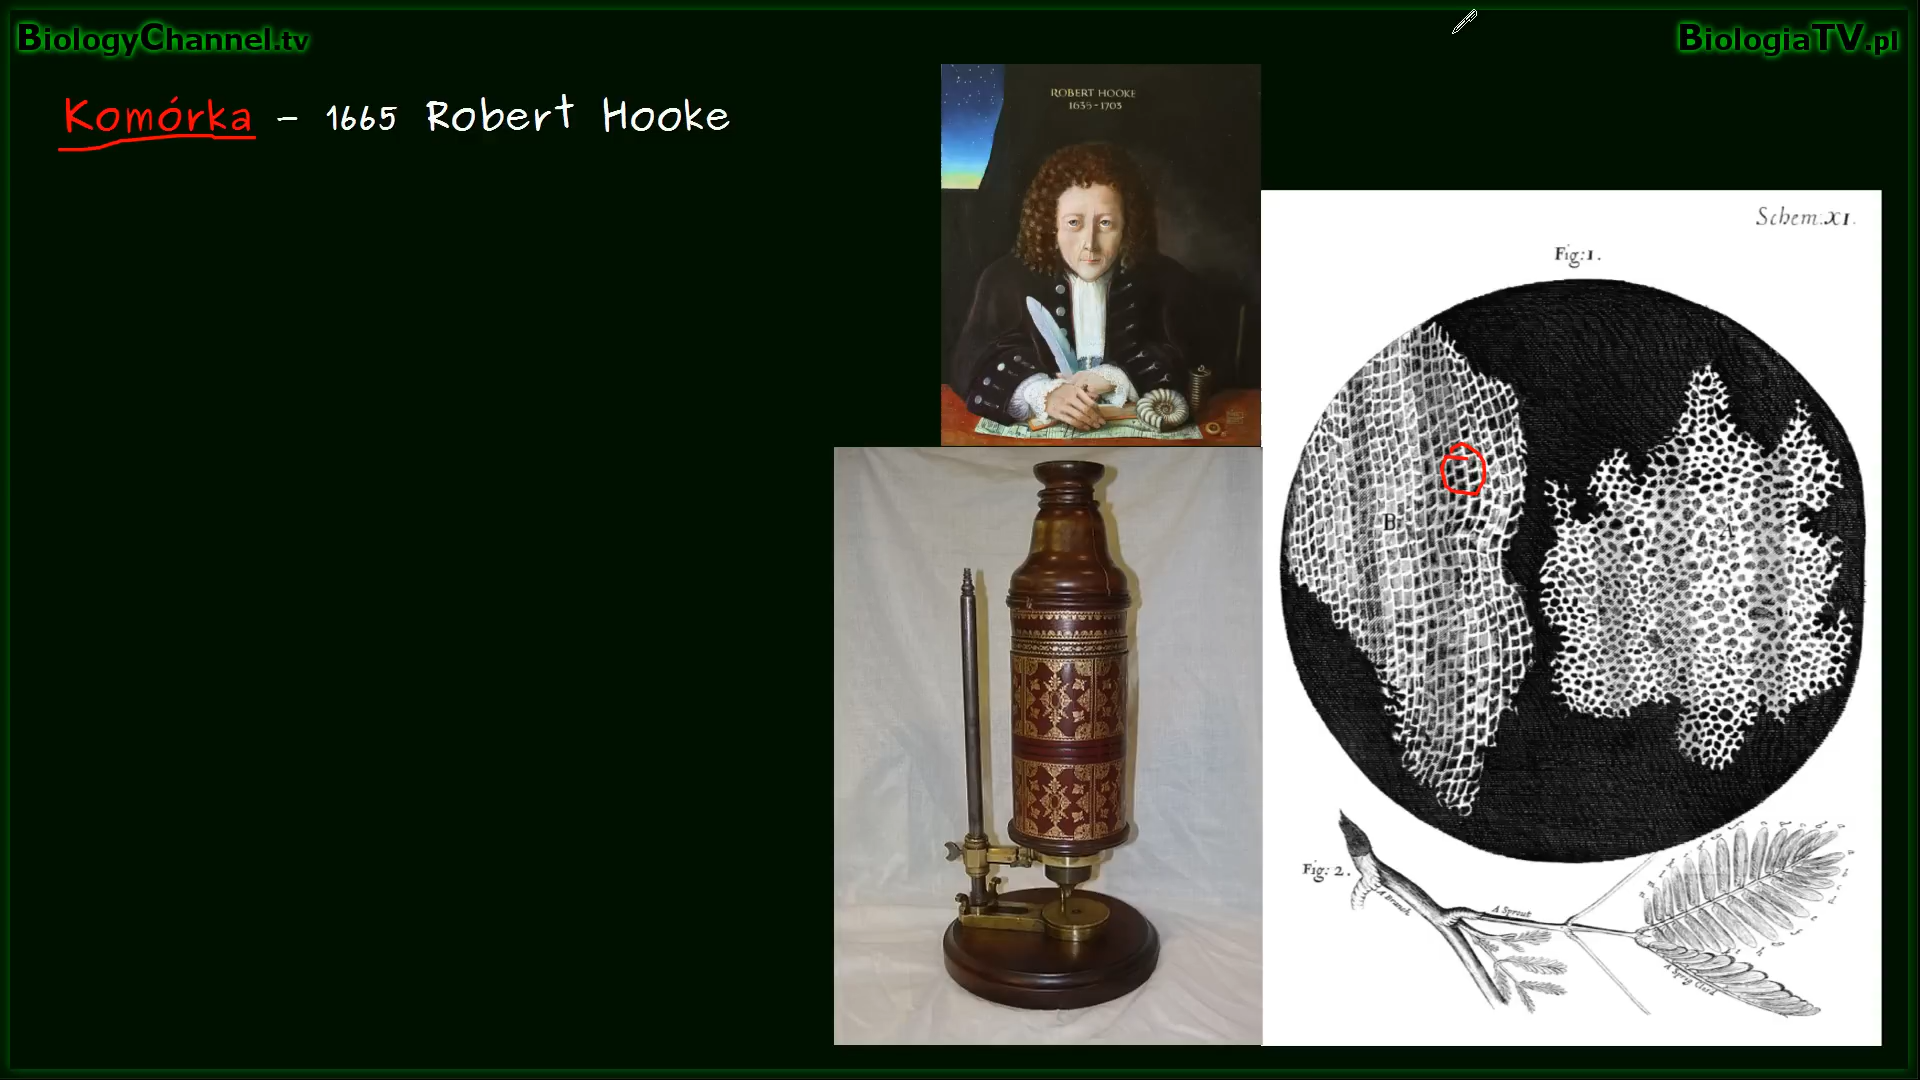 BiologyChannel.tv
BiologiaTV.pl
Komórka – 1665 Robert Hooke
ROBERT HOOKE
1635-1703
Schem:XI.
Fig:1.
B
A
Fig: 2.
A Branch
A Sprout